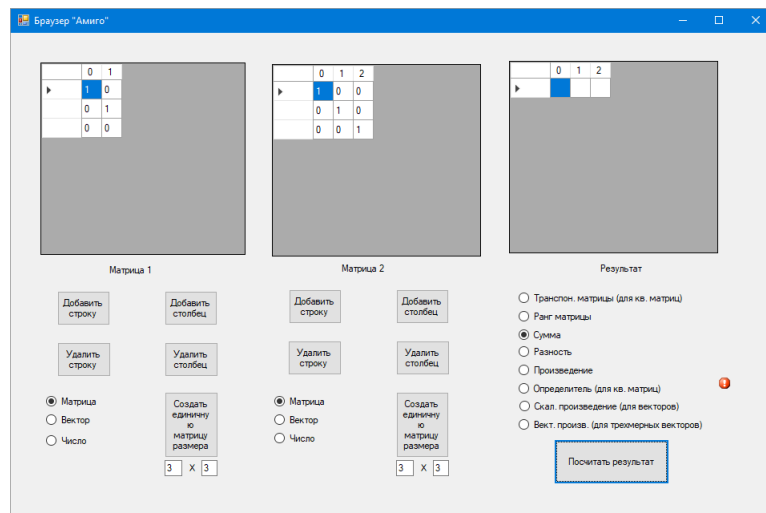 Браузер "Амиго"
0 1
1 0
0 1
0 0
Матрица 1
Добавить
строку
Добавить
столбец
Удалить
строку
Удалить
столбец
Матрица
Вектор
Число
Создать
единичну
ю
матрицу
размера
3 X 3
0 1 2
1 0 0
0 1 0
0 0 1
Матрица 2
Добавить
строку
Добавить
столбец
Удалить
строку
Удалить
столбец
Матрица
Вектор
Число
Создать
единичну
ю
матрицу
размера
3 X 3
0 1 2
Результат
Транспон. матрицы (для кв. матриц)
Ранг матрицы
Сумма
Разность
Произведение
Определитель (для кв. матриц)
Скал. произведение (для векторов)
Вект. произв. (для трехмерных векторов)
Посчитать результат